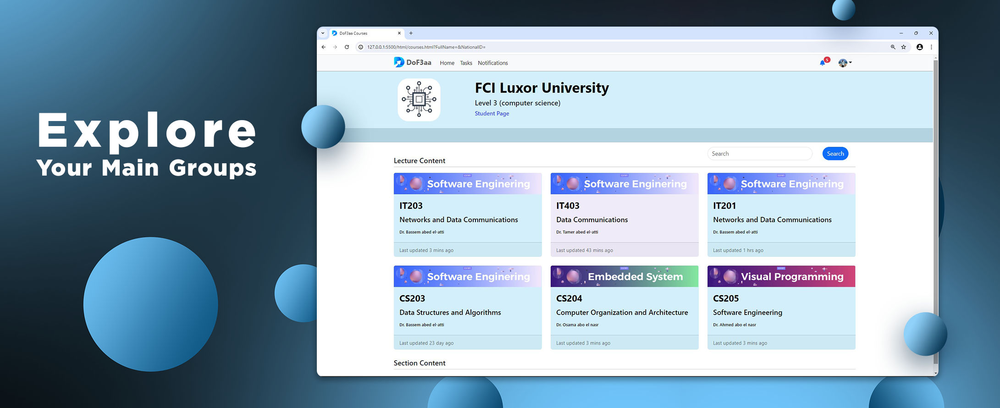 Explore
Your Main Groups
DoF3aa Courses
127.0.0.1:5500/html/courses.html?FullName=&NationalID=
DoF3aa Home Tasks Notifications 5
FCI Luxor University
Level 3 (computer science)
Student Page
Search Search
Lecture Content
CS101
Software Enginering
IT203
Networks and Data Communications
Dr. Bassem abed el-atti
Last updated 3 mins ago
CS101
Software Enginering
IT403
Data Communications
Dr. Tamer abed el-atti
Last updated 43 mins ago
CS101
Software Enginering
IT201
Networks and Data Communications
Dr. Bassem abed el-atti
Last updated 1 hrs ago
CS101
Software Enginering
CS203
Data Structures and Algorithms
Dr. Bassem abed el-atti
Last updated 23 day ago
CS101
Embedded System
CS204
Computer Organization and Architecture
Dr. Osama abo el nasr
Last updated 3 mins ago
CS101
Visual Programming
CS205
Software Engineering
Dr. Ahmed abo el nasr
Last updated 3 mins ago
Section Content